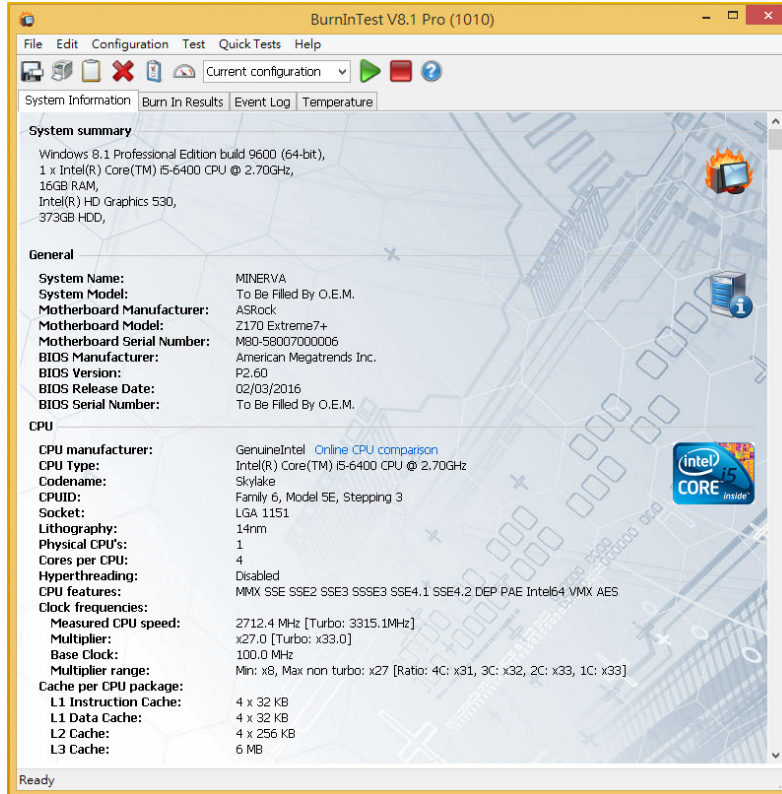 BurnInTest V8.1 Pro (1010)
File Edit Configuration Test Quick Tests Help
Current configuration
System Information Burn In Results Event Log Temperature
System summary
Windows 8.1 Professional Edition build 9600 (64-bit),
1 x Intel(R) Core(TM) i5-6400 CPU @ 2.70GHz,
16GB RAM,
Intel(R) HD Graphics 530,
373GB HDD,
General
System Name: MINERVA
System Model: To Be Filled By O.E.M.
Motherboard Manufacturer: ASRock
Motherboard Model: Z170 Extreme7+
Motherboard Serial Number: M80-58007000006
BIOS Manufacturer: American Megatrends Inc.
BIOS Version: P2.60
BIOS Release Date: 02/03/2016
BIOS Serial Number: To Be Filled By O.E.M.
CPU
CPU manufacturer: GenuineIntel Online CPU comparison
CPU Type: Intel(R) Core(TM) i5-6400 CPU @ 2.70GHz
Codename: Skylake
CPUID: Family 6, Model 5E, Stepping 3
Socket: LGA 1151
Lithography: 14nm
Physical CPU's: 1
Cores per CPU: 4
Hyperthreading: Disabled
CPU features: MMX SSE SSE2 SSE3 SSSE3 SSE4.1 SSE4.2 DEP PAE Intel64 VMX AES
Clock frequencies:
Measured CPU speed: 2712.4 MHz [Turbo: 3315.1MHz]
Multiplier: x27.0 [Turbo: x33.0]
Base Clock: 100.0 MHz
Multiplier range: Min: x8, Max non turbo: x27 [Ratio: 4C: x31, 3C: x32, 2C: x33, 1C: x33]
Cache per CPU package:
L1 Instruction Cache: 4 x 32 KB
L1 Data Cache: 4 x 32 KB
L2 Cache: 4 x 256 KB
L3 Cache: 6 MB
intel
CORE i5
inside
Ready